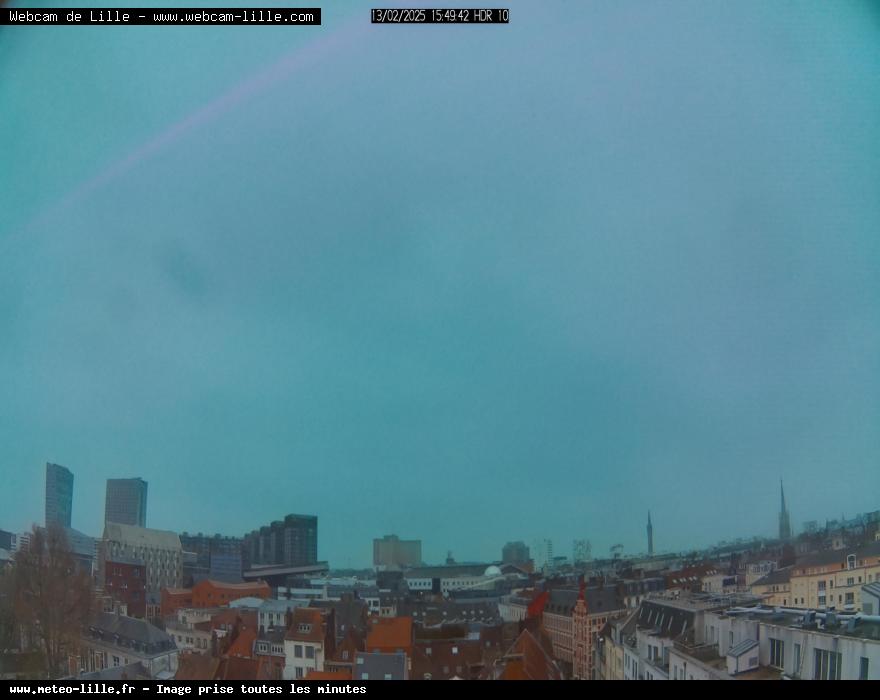 Webcam de Lille - www.webcam-lille.com
13/02/2025 15:49:42 HDR 10
www.meteo-lille.fr - Image prise toutes les minutes